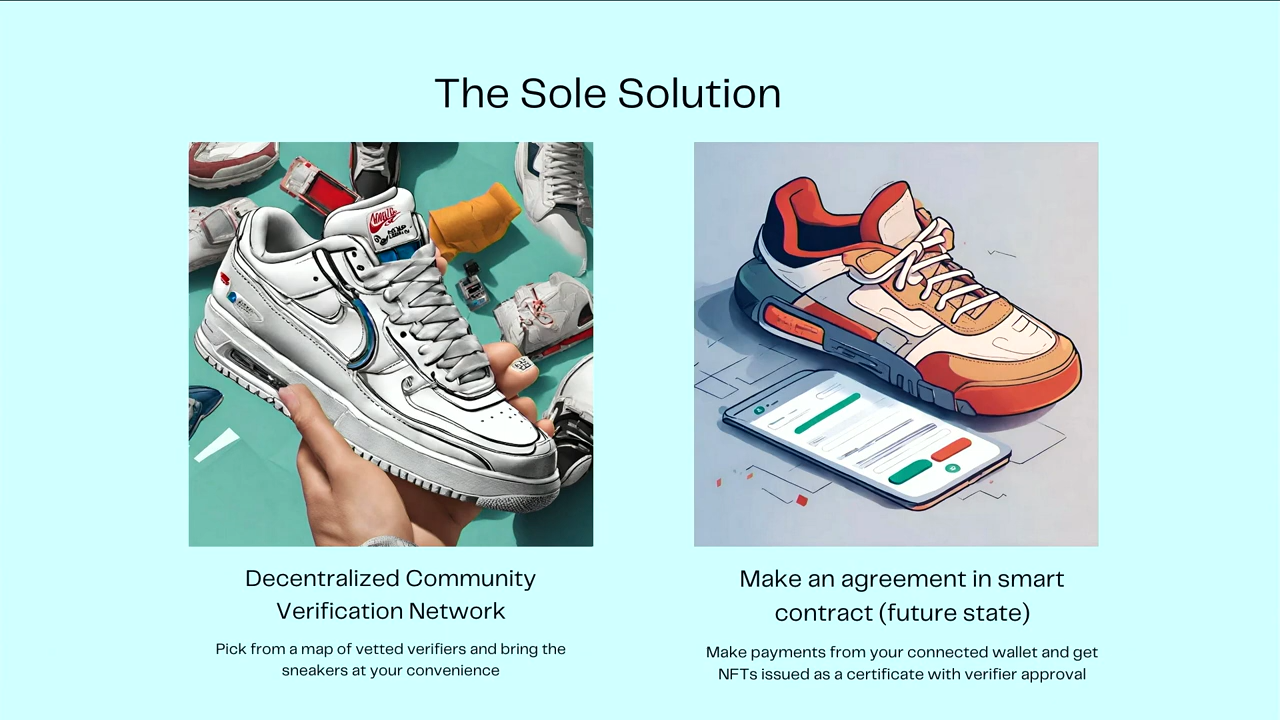 The Sole Solution
Decentralized Community
Verification Network
Pick from a map of vetted verifiers and bring the
sneakers at your convenience
Make an agreement in smart
contract (future state)
Make payments from your connected wallet and get
NFTs issued as a certificate with verifier approval